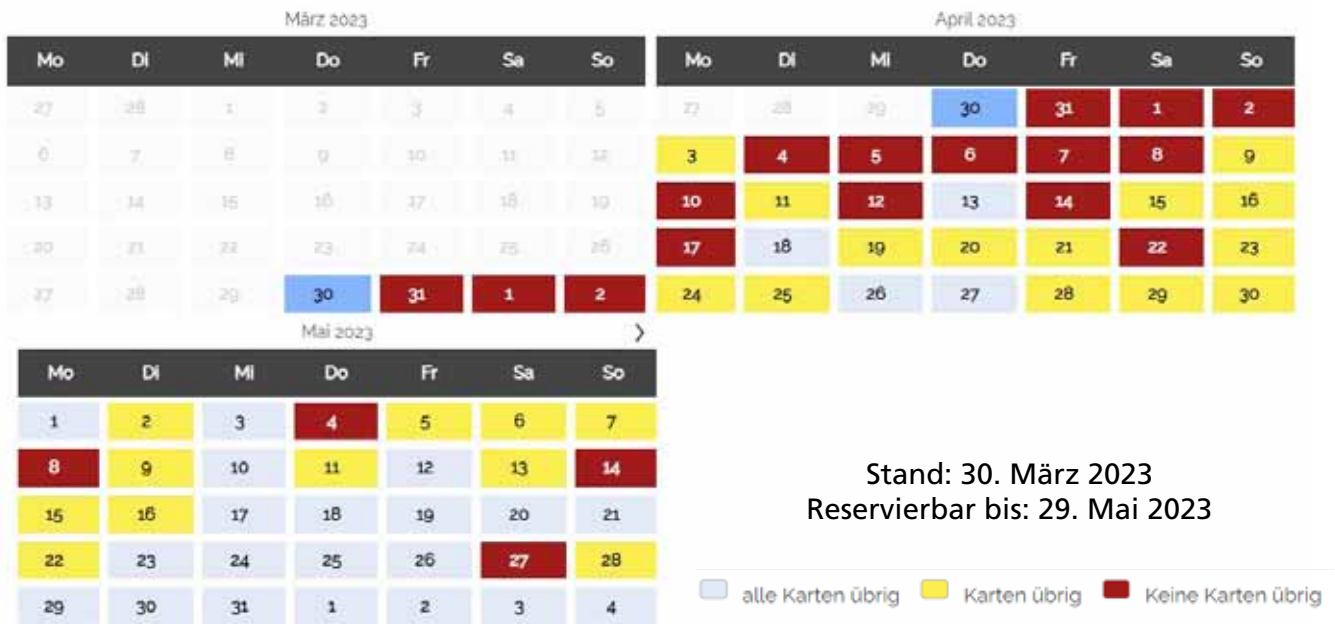 März 2023
Mo Di Mi Do Fr Sa So
27 28 1 2 3 4 5
6 7 8 9 10 11 12
13 14 15 16 17 18 19
20 21 22 23 24 25 26
27 28 29 30 31 1 2
April 2023
Mo Di Mi Do Fr Sa So
27 28 29 30 31 1 2
3 4 5 6 7 8 9
10 11 12 13 14 15 16
17 18 19 20 21 22 23
24 25 26 27 28 29 30
Mai 2023 >
Mo Di Mi Do Fr Sa So
1 2 3 4 5 6 7
8 9 10 11 12 13 14
15 16 17 18 19 20 21
22 23 24 25 26 27 28
29 30 31 1 2 3 4
Stand: 30. März 2023
Reservierbar bis: 29. Mai 2023
alle Karten übrig Karten übrig Keine Karten übrig